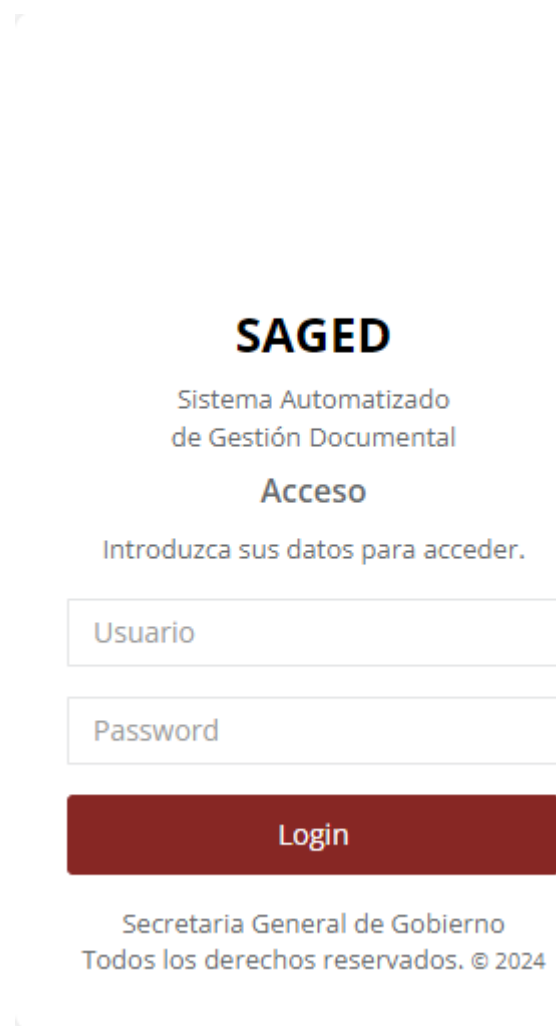 SAGED
Sistema Automatizado
de Gestión Documental
Acceso
Introduzca sus datos para acceder.
Usuario
Password
Login
Secretaria General de Gobierno
Todos los derechos reservados. © 2024